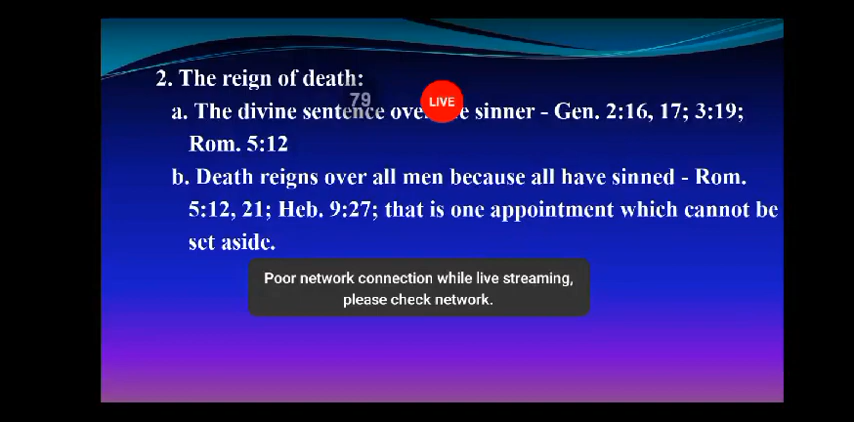 2. The reign of death:
79
LIVE
a. The divine sentence over sinner - Gen. 2:16, 17; 3:19;
Rom. 5:12
b. Death reigns over all men because all have sinned - Rom.
5:12, 21; Heb. 9:27; that is one appointment which cannot be
set aside.
Poor network connection while live streaming,
please check network.